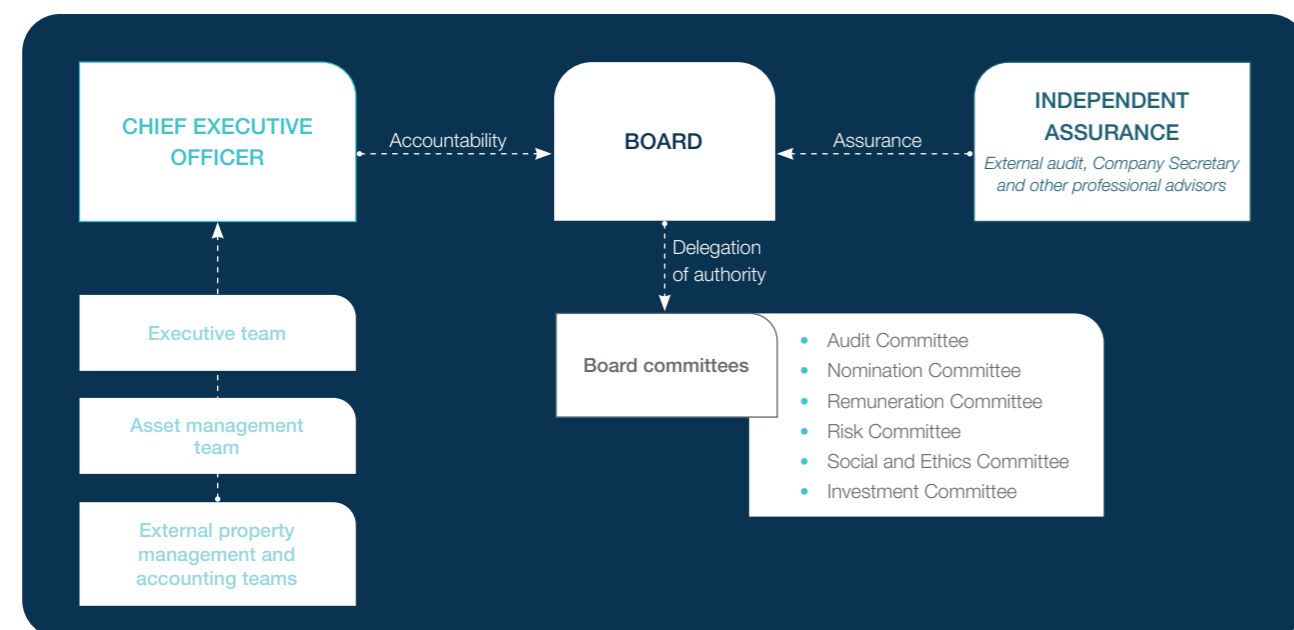 CHIEF EXECUTIVE
OFFICER
Accountability
BOARD
Assurance
INDEPENDENT
ASSURANCE
External audit, Company Secretary
and other professional advisors
Delegation
of authority
Executive team
Asset management
team
External property
management and
accounting teams
Board committees
• Audit Committee
• Nomination Committee
• Remuneration Committee
• Risk Committee
• Social and Ethics Committee
• Investment Committee